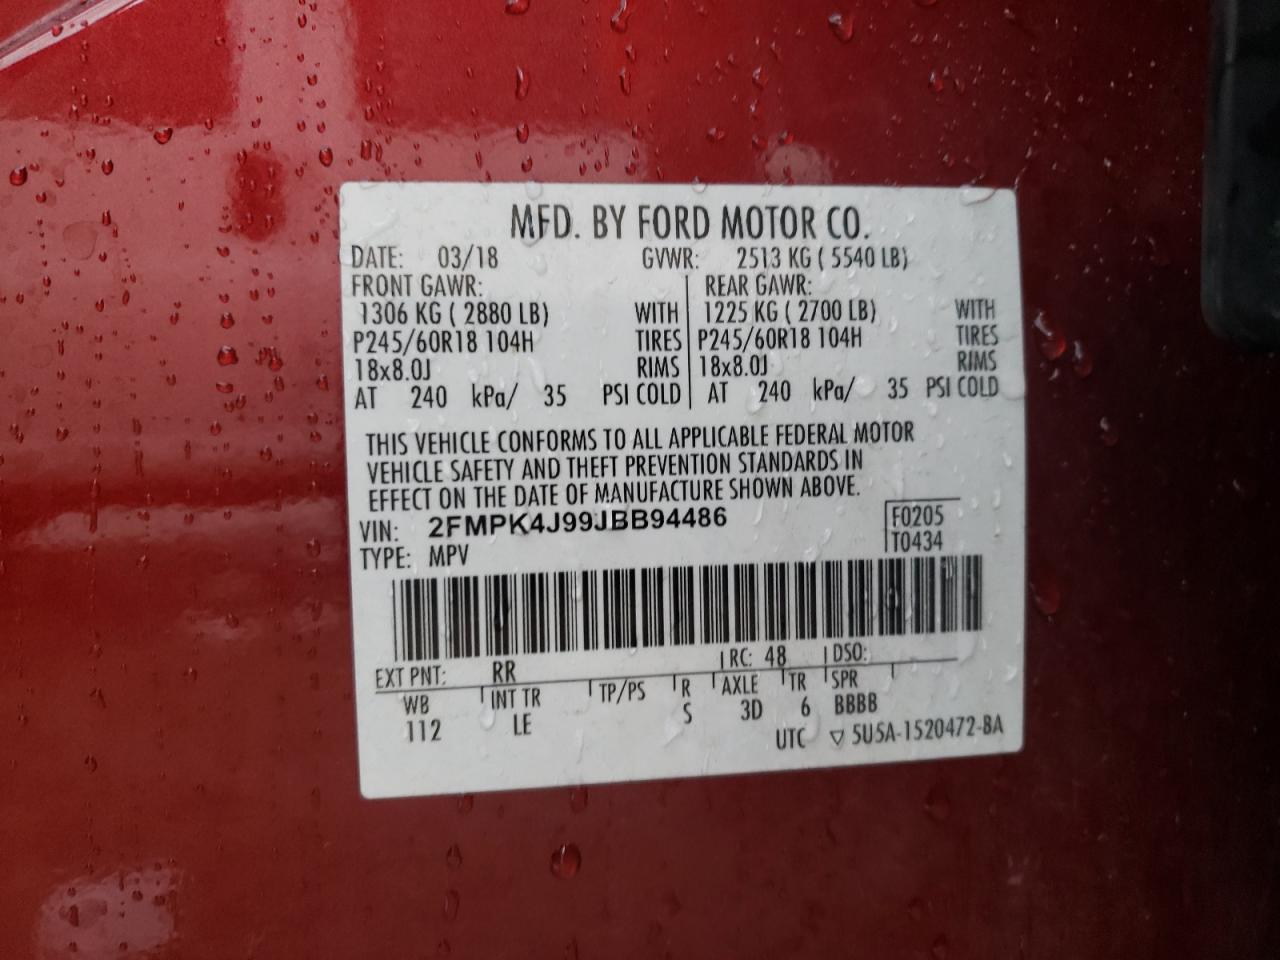 MFD. BY FORD MOTOR CO.
DATE: 03/18 GVWR: 2513 KG ( 5540 LB)
FRONT GAWR: REAR GAWR:
1306 KG ( 2880 LB) WITH 1225 KG ( 2700 LB) WITH
P245/60R18 104H TIRES P245/60R18 104H TIRES
18x8.0J RIMS 18x8.0J RIMS
AT 240 kPa/ 35 PSI COLD AT 240 kPa/ 35 PSI COLD
THIS VEHICLE CONFORMS TO ALL APPLICABLE FEDERAL MOTOR
VEHICLE SAFETY AND THEFT PREVENTION STANDARDS IN
EFFECT ON THE DATE OF MANUFACTURE SHOWN ABOVE.
VIN: 2FMPK4J99JBB94486 F0205
TYPE: MPV T0434
EXT PNT: RR RC: 48 DSO:
WB INT TR TP/PS R AXLE TR SPR
112 LE S 3D 6 BBBB
UTC ▽ 5U5A-1520472-BA